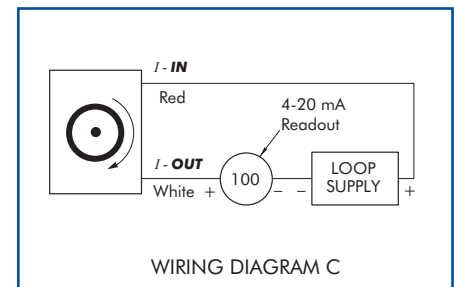 I - IN
Red
4-20 mA
Readout
I - OUT
White + 100 - - LOOP
SUPPLY +
WIRING DIAGRAM C